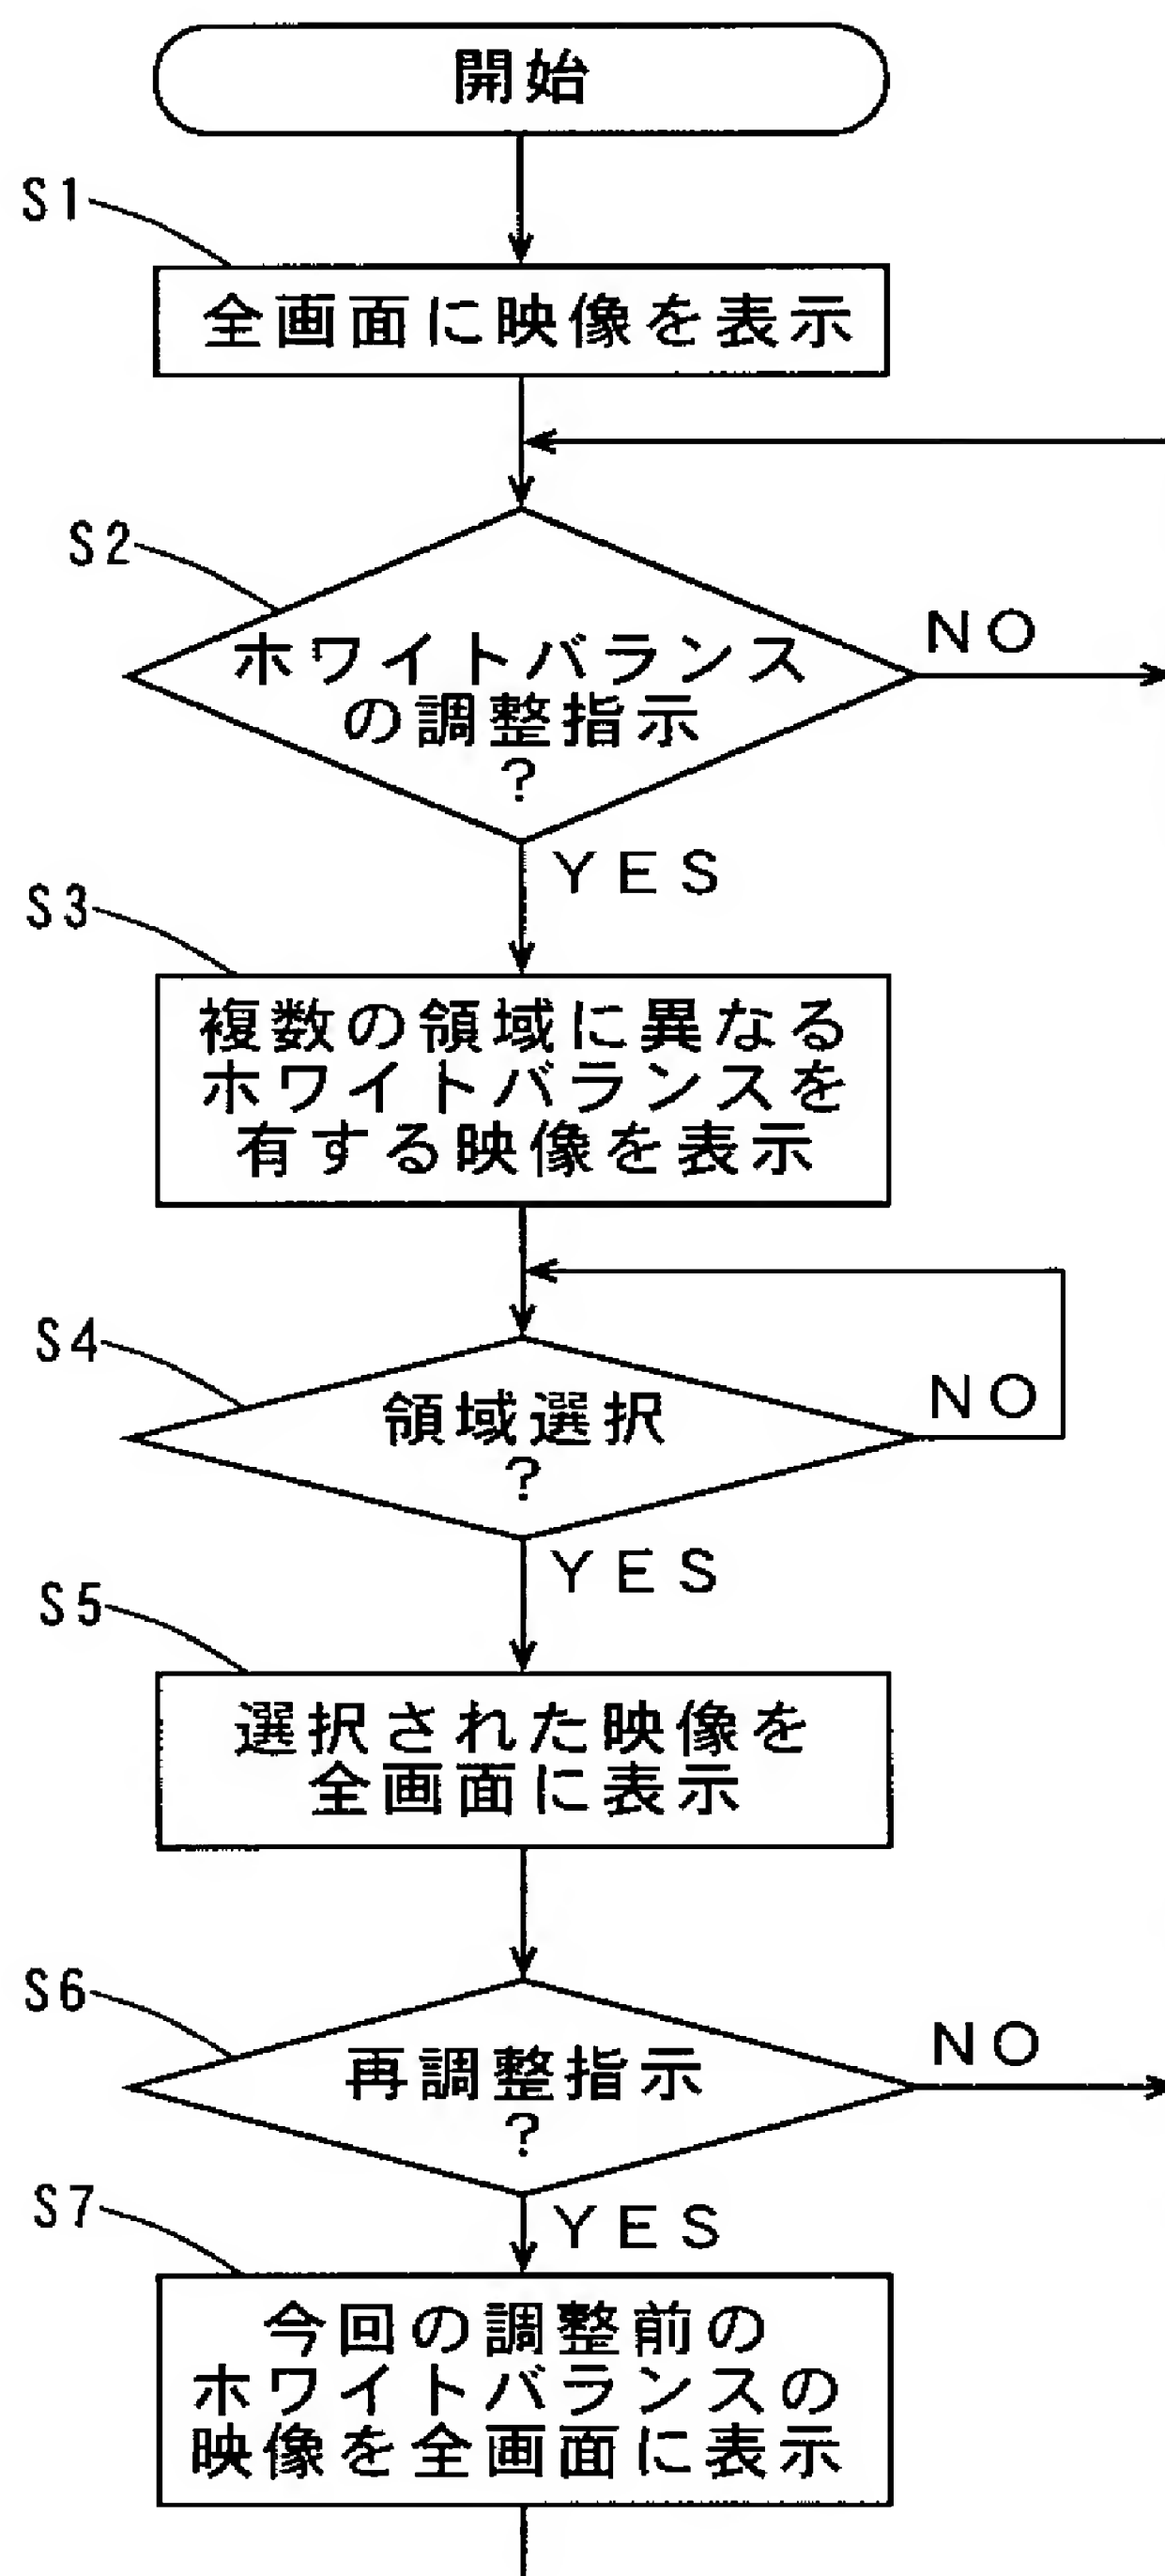 開始
S1
全画面に映像を表示
S2
ホワイトバランス
の調整指示
?
NO
YES
S3
複数の領域に異なる
ホワイトバランスを
有する映像を表示
S4
領域選択
?
NO
YES
S5
選択された映像を
全画面に表示
S6
再調整指示
?
NO
YES
S7
今回の調整前の
ホワイトバランスの
映像を全画面に表示